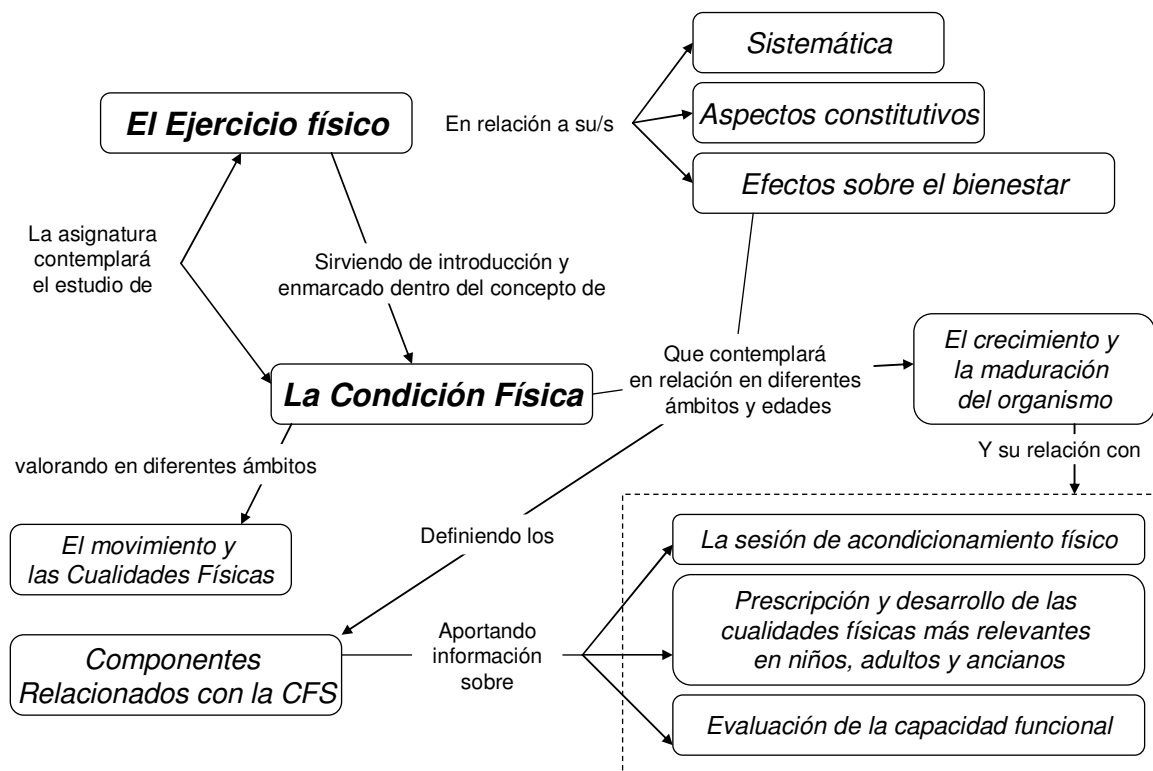 Sistemática
El Ejercicio físico
En relación a su/s
Aspectos constitutivos
Efectos sobre el bienestar
La asignatura
contemplará
el estudio de
Sirviendo de introducción y
enmarcado dentro del concepto de
La Condición Física
Que contemplará
en relación en diferentes
ámbitos y edades
El crecimiento y
la maduración
del organismo
Y su relación con
valorando en diferentes ámbitos
El movimiento y
las Cualidades Físicas
Definiendo los
Componentes
Relacionados con la CFS
Aportando
información
sobre
La sesión de acondicionamiento físico
Prescripción y desarrollo de las
cualidades físicas más relevantes
en niños, adultos y ancianos
Evaluación de la capacidad funcional